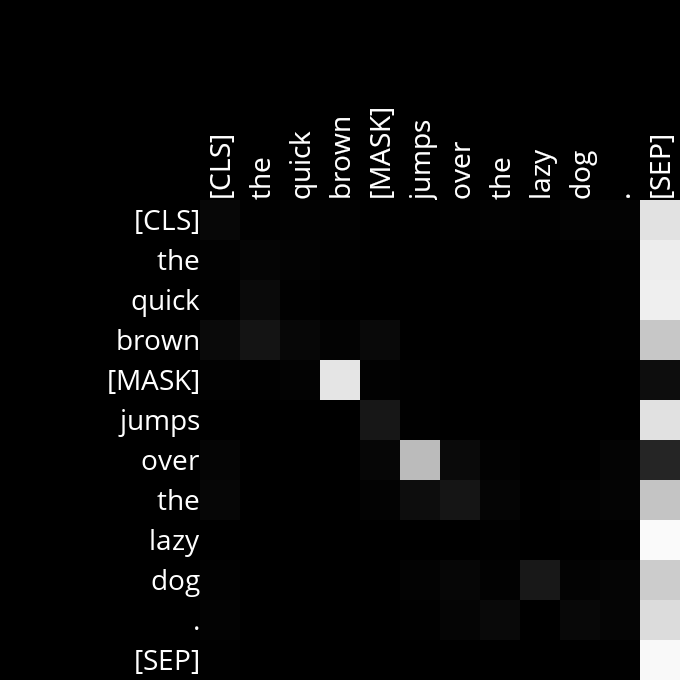 [CLS] the quick brown [MASK] jumps over the lazy dog . [SEP]
[CLS]
the
quick
brown
[MASK]
jumps
over
the
lazy
dog
.
[SEP]